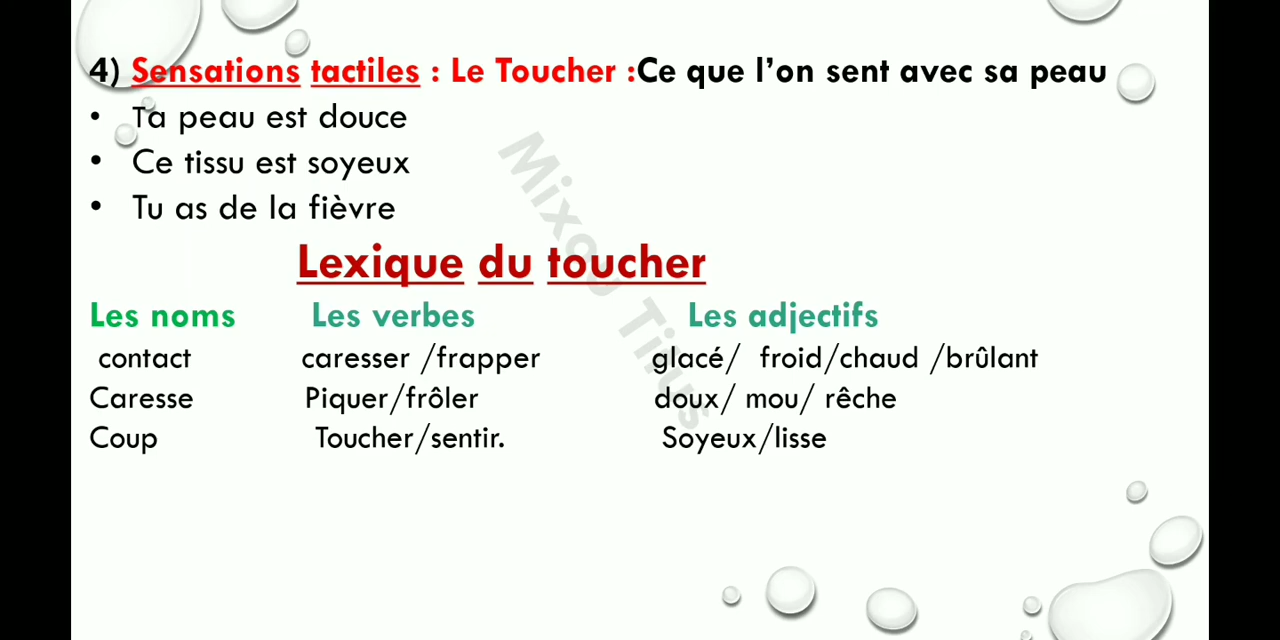 4) Sensations tactiles : Le Toucher :Ce que l'on sent avec sa peau
• Ta peau est douce
• Ce tissu est soyeux
• Tu as de la fièvre
Lexique du toucher
Les noms Les verbes Les adjectifs
contact caresser /frapper glacé/ froid/chaud /brûlant
Caresse Piquer/frôler doux/ mou/ rêche
Coup Toucher/sentir. Soyeux/lisse
Mixou Titus